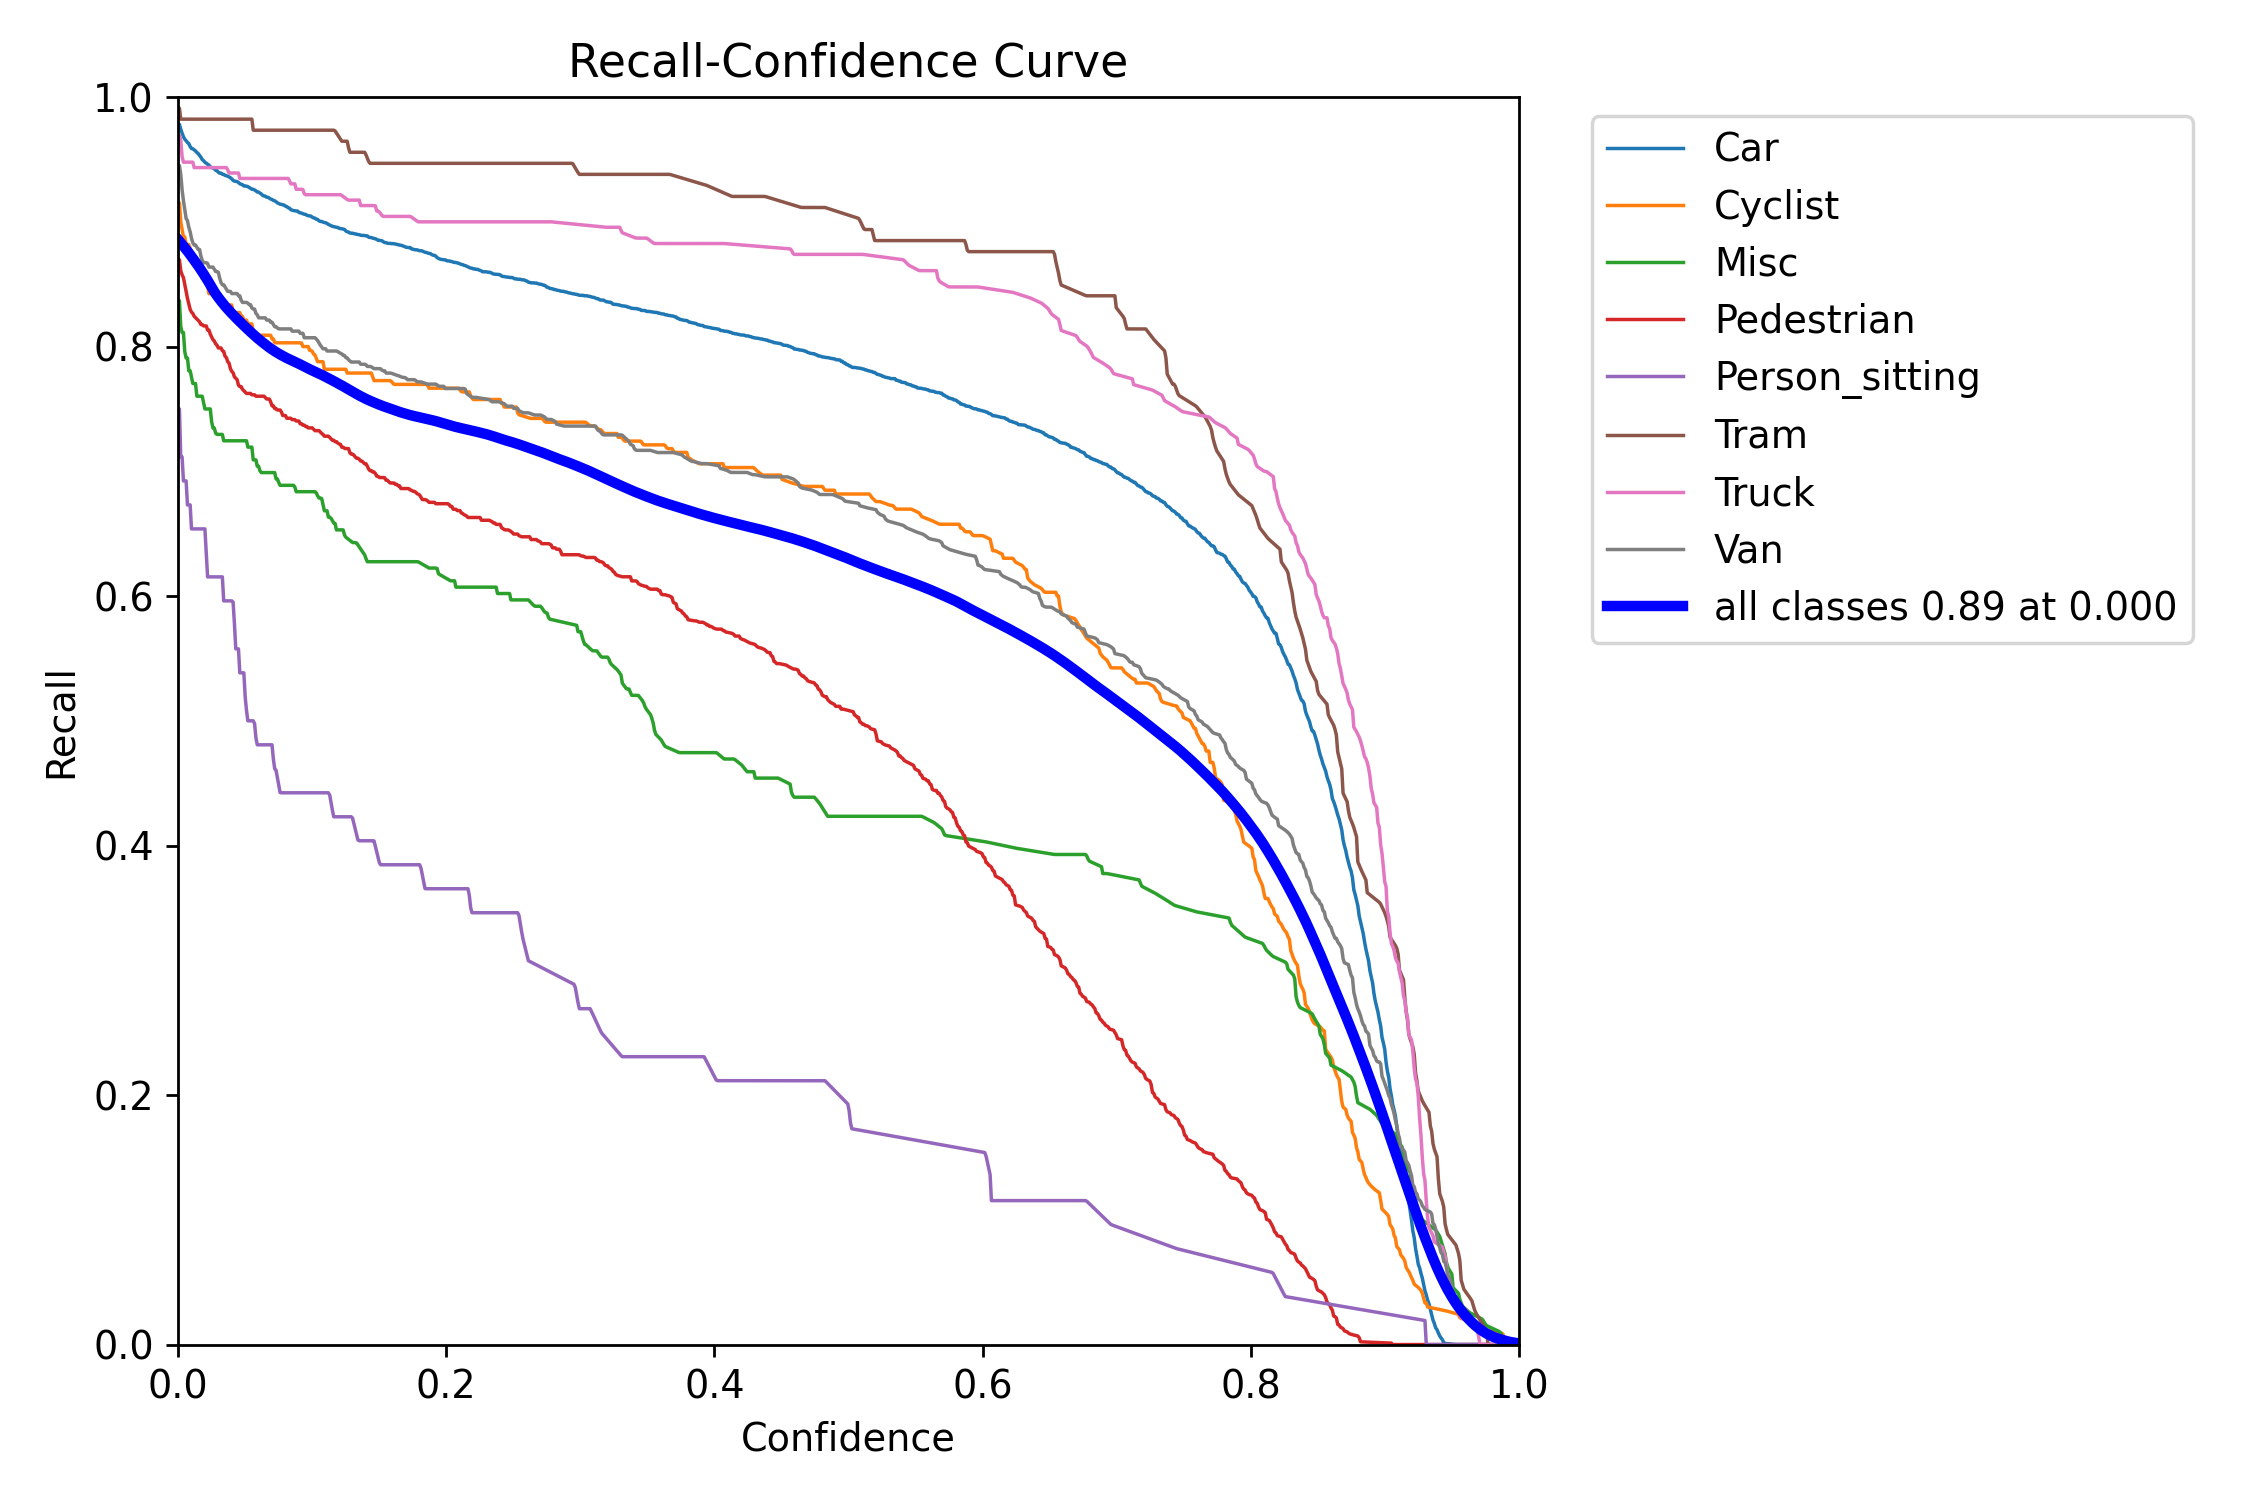 Recall-Confidence Curve
1.0
0.8
0.6
0.4
0.2
0.0
Recall
0.0 0.2 0.4 0.6 0.8 1.0
Confidence
Car
Cyclist
Misc
Pedestrian
Person_sitting
Tram
Truck
Van
all classes 0.89 at 0.000